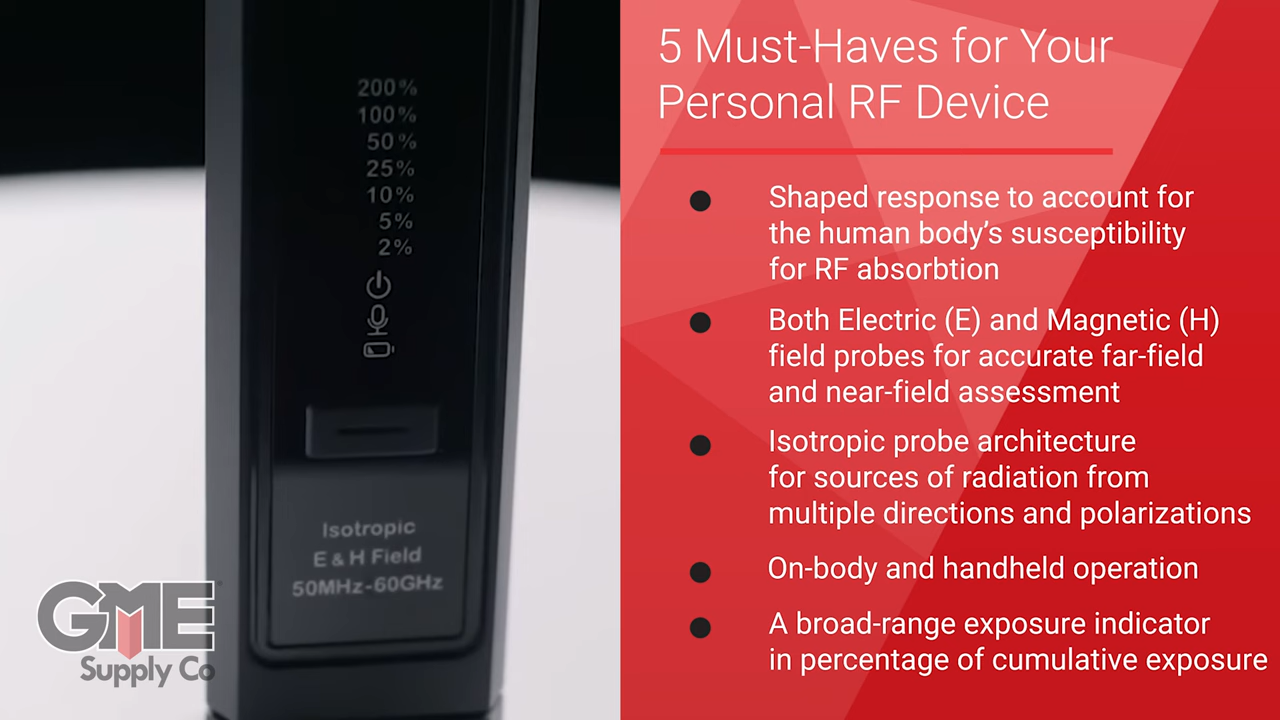 200%
100%
50%
25%
10%
5%
2%
Isotropic
E & H Field
50MHz-60GHz
GME
Supply Co
5 Must-Haves for Your
Personal RF Device
Shaped response to account for
the human body’s susceptibility
for RF absorbtion
Both Electric (E) and Magnetic (H)
field probes for accurate far-field
and near-field assessment
Isotropic probe architecture
for sources of radiation from
multiple directions and polarizations
On-body and handheld operation
A broad-range exposure indicator
in percentage of cumulative exposure